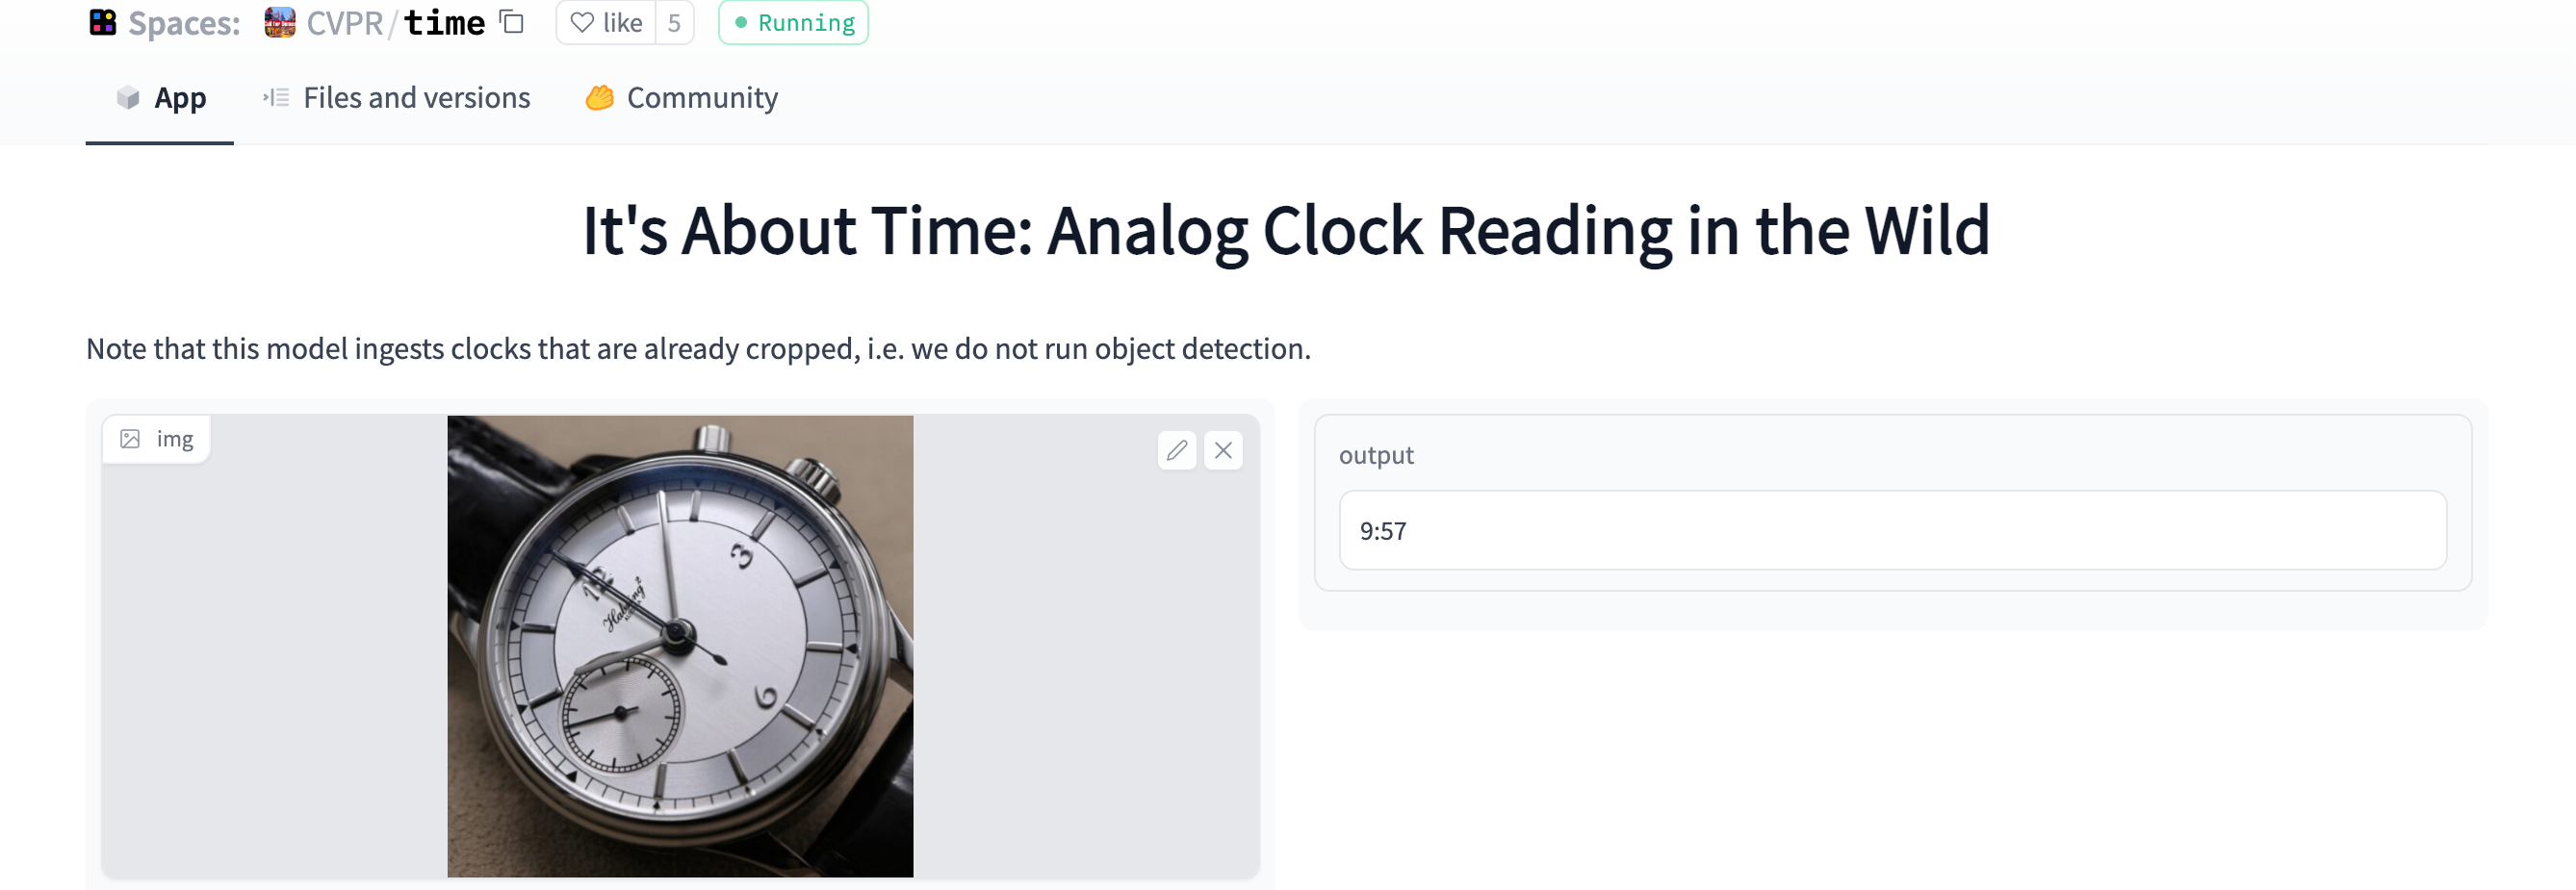 Spaces: CVPR/time like 5 Running
App Files and versions Community
It's About Time: Analog Clock Reading in the Wild
Note that this model ingests clocks that are already cropped, i.e. we do not run object detection.
img
output
9:57
12
3
Habring²
6